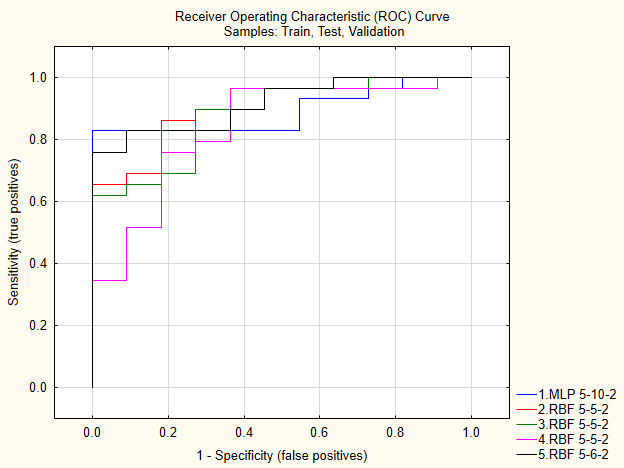 Receiver Operating Characteristic (ROC) Curve
Samples: Train, Test, Validation
Sensitivity (true positives)
1.0
0.8
0.6
0.4
0.2
0.0
0.0 0.2 0.4 0.6 0.8 1.0
1 - Specificity (false positives)
1.MLP 5-10-2
2.RBF 5-5-2
3.RBF 5-5-2
4.RBF 5-5-2
5.RBF 5-6-2